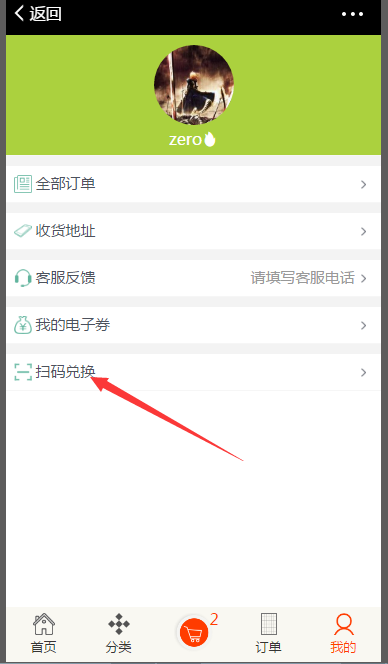 返回
zero
全部订单
收货地址
客服反馈 请填写客服电话
我的电子券
扫码兑换
2
首页 分类 订单 我的